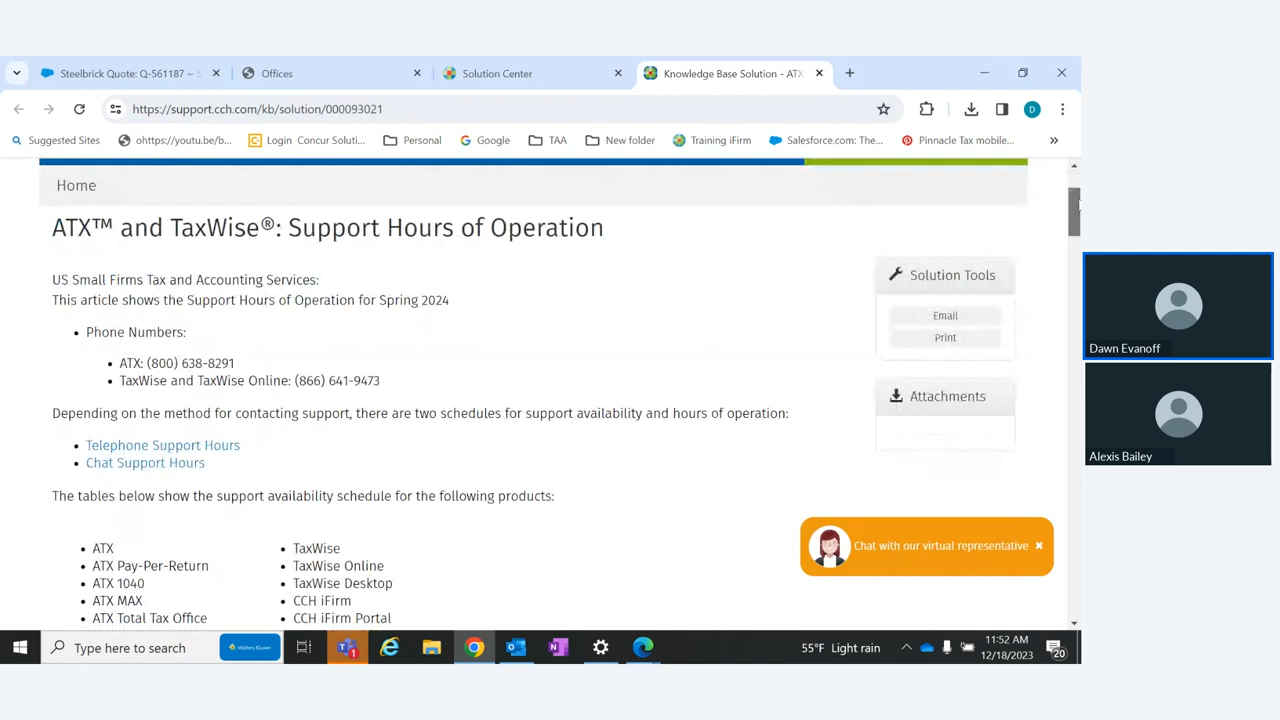 Steelbrick Quote: Q-561187 ~
Offices
Solution Center
Knowledge Base Solution - ATX
https://support.cch.com/kb/solution/000093021
D
Suggested Sites
ohttps://youtu.be/b...
Login Concur Soluti...
Personal
Google
TAA
New folder
Training iFirm
Salesforce.com: The...
Pinnacle Tax mobile...
Home
ATX™ and TaxWise®: Support Hours of Operation
US Small Firms Tax and Accounting Services:
This article shows the Support Hours of Operation for Spring 2024
• Phone Numbers:
• ATX: (800) 638-8291
• TaxWise and TaxWise Online: (866) 641-9473
Depending on the method for contacting support, there are two schedules for support availability and hours of operation:
• Telephone Support Hours
• Chat Support Hours
The tables below show the support availability schedule for the following products:
• ATX
• ATX Pay-Per-Return
• ATX 1040
• ATX MAX
• ATX Total Tax Office
• TaxWise
• TaxWise Online
• TaxWise Desktop
• CCH iFirm
• CCH iFirm Portal
Solution Tools
Email
Print
Attachments
Chat with our virtual representative
Dawn Evanoff
Alexis Bailey
Type here to search
Wolters Kluwer
1
55°F Light rain
11:52 AM
12/18/2023
20